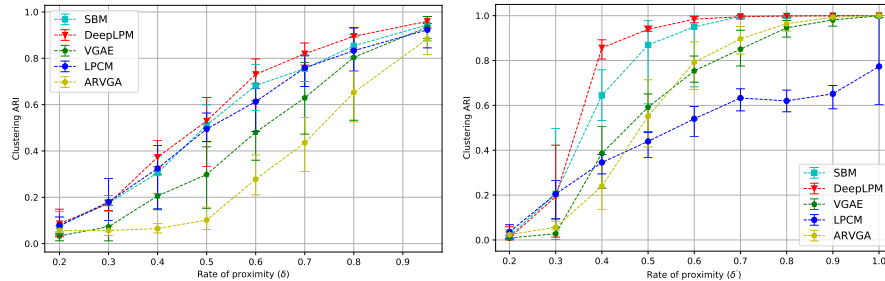 SBM
DeepLPM
VGAE
LPCM
ARVGA
Clustering ARI
1.0
0.8
0.6
0.4
0.2
0.0
0.2 0.3 0.4 0.5 0.6 0.7 0.8 0.9
Rate of proximity (δ)
Clustering ARI
1.0
0.8
0.6
0.4
0.2
0.0
SBM
DeepLPM
VGAE
LPCM
ARVGA
0.2 0.3 0.4 0.5 0.6 0.7 0.8 0.9 1.0
Rate of proximity (δ′)